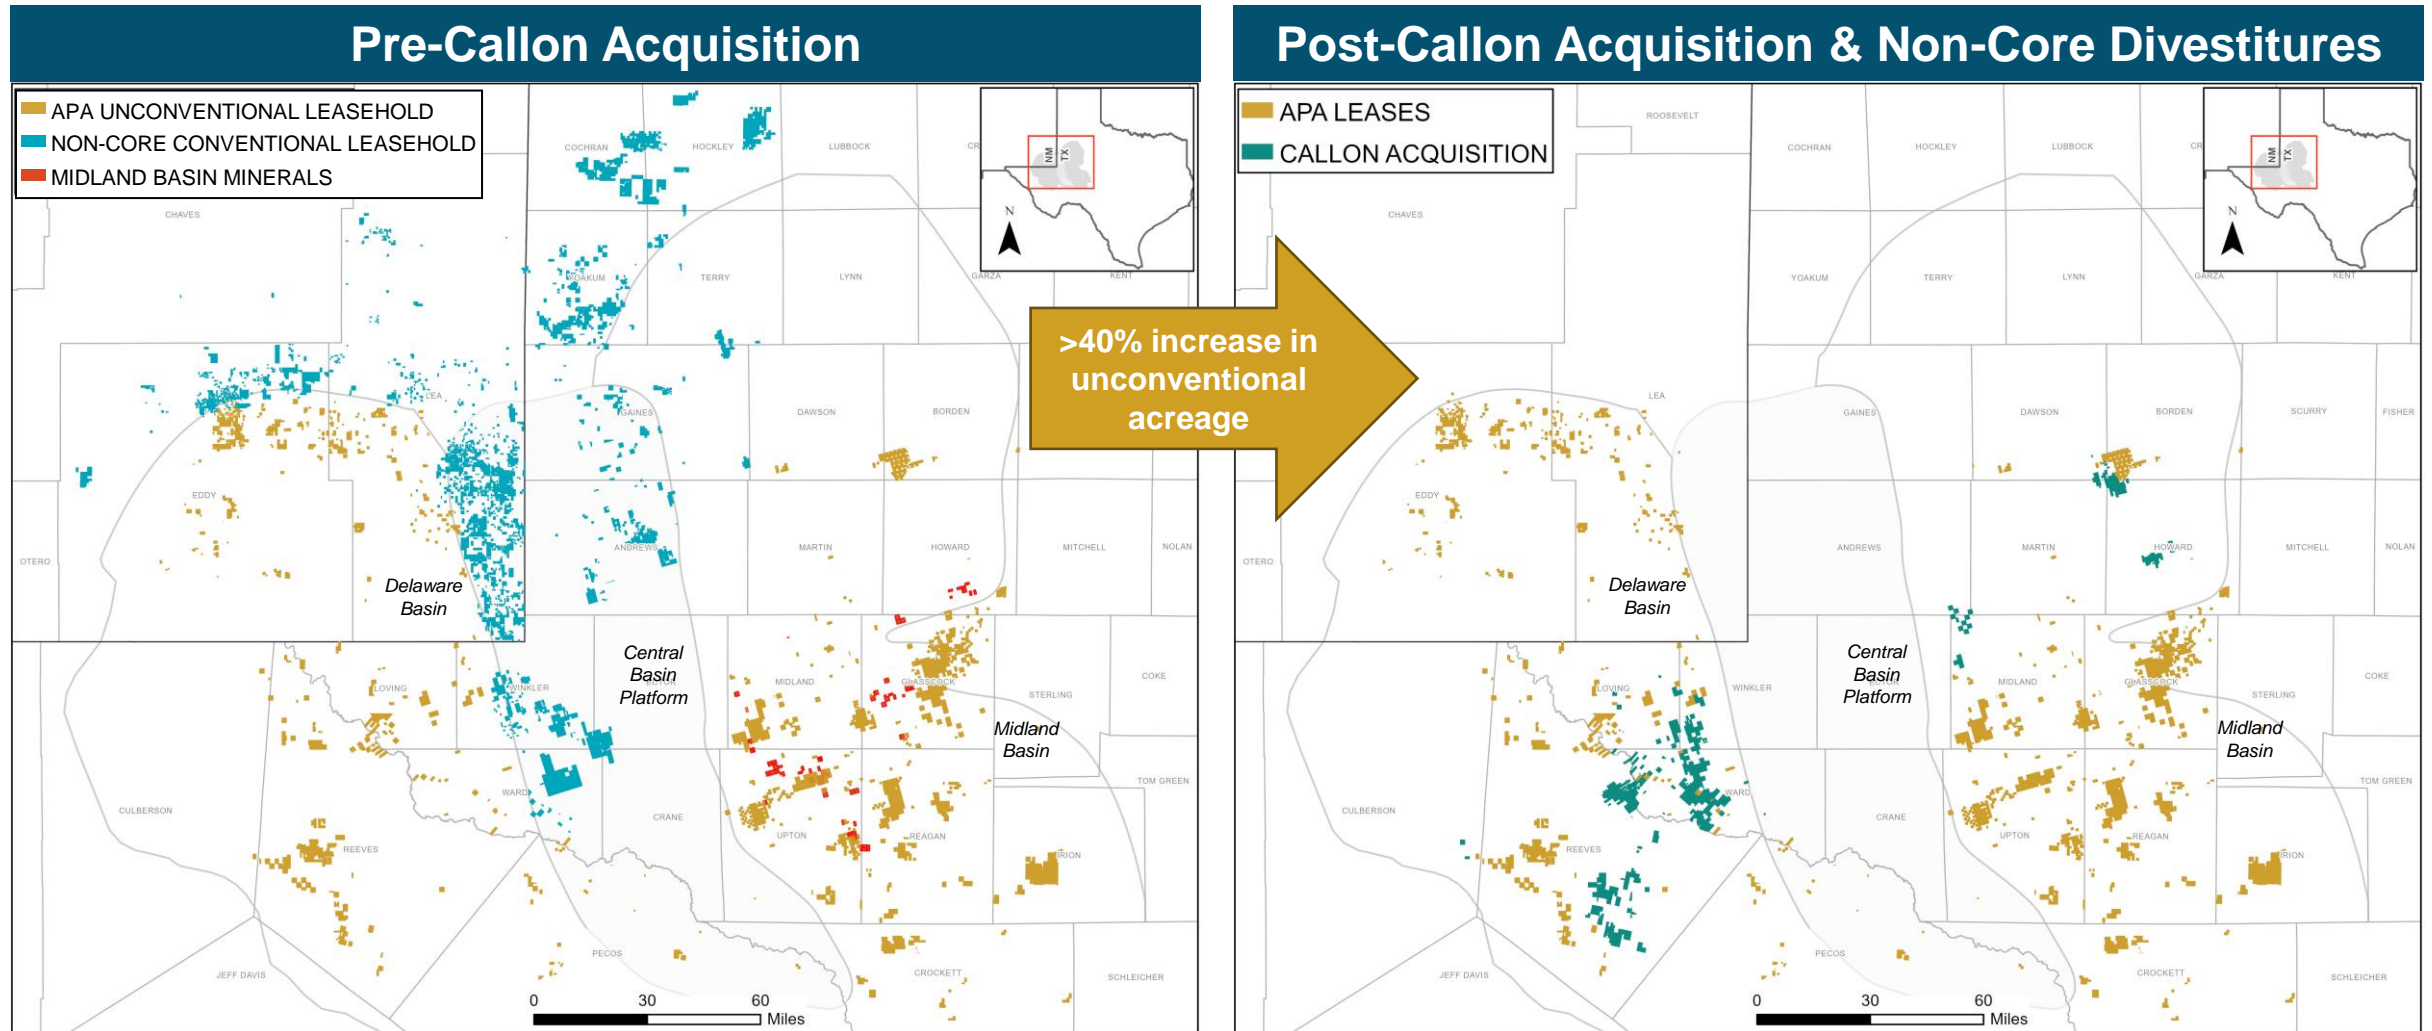 Pre-Callon Acquisition
APA UNCONVENTIONAL LEASEHOLD
NON-CORE CONVENTIONAL LEASEHOLD
MIDLAND BASIN MINERALS
NM
TX
N
COCHRAN
HOCKLEY
LUBBOCK
CR
CHAVES
YOAKUM
TERRY
LYNN
GARZA
KENT
LEA
GAINES
DAWSON
BORDEN
EDDY
OTERO
ANDREWS
MARTIN
HOWARD
MITCHELL
NOLAN
Delaware
Basin
Central
Basin
Platform
LOVING
WINKLER
ECTOR
MIDLAND
GLASSCOCK
STERLING
COKE
Midland
Basin
CULBERSON
WARD
CRANE
UPTON
REAGAN
TOM GREEN
REEVES
IRION
JEFF DAVIS
PECOS
CROCKETT
SCHLEICHER
0
30
60
Miles
>40% increase in
unconventional
acreage
Post-Callon Acquisition & Non-Core Divestitures
APA LEASES
CALLON ACQUISITION
NM
TX
N
ROOSEVELT
COCHRAN
HOCKLEY
LUBBOCK
CR
CHAVES
YOAKUM
TERRY
LYNN
GARZA
KENT
LEA
GAINES
DAWSON
BORDEN
SCURRY
FISHER
EDDY
OTERO
ANDREWS
MARTIN
HOWARD
MITCHELL
NOLAN
Delaware
Basin
Central
Basin
Platform
LOVING
WINKLER
ECTOR
MIDLAND
GLASSCOCK
STERLING
COKE
Midland
Basin
CULBERSON
WARD
CRANE
UPTON
REAGAN
TOM GREEN
REEVES
IRION
JEFF DAVIS
PECOS
CROCKETT
SCHLEICHER
0
30
60
Miles